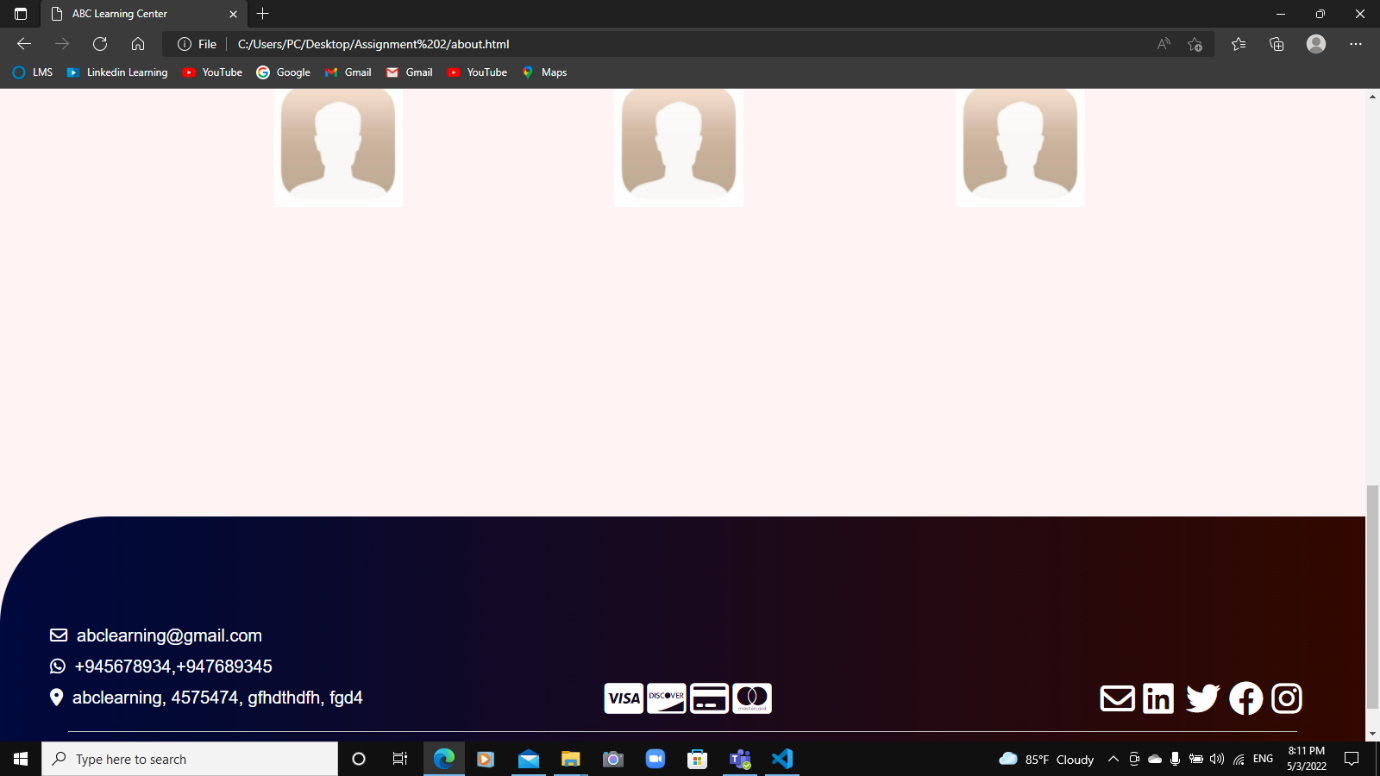 ABC Learning Center
File C:/Users/PC/Desktop/Assignment%202/about.html
LMS Linkedin Learning YouTube Google Gmail Gmail YouTube Maps
abclearning@gmail.com
+945678934,+947689345
abclearning, 4575474, gfhdthdfh, fgd4
VISA DISCOVER mastercard
Type here to search
85°F Cloudy ENG
8:11 PM
5/3/2022